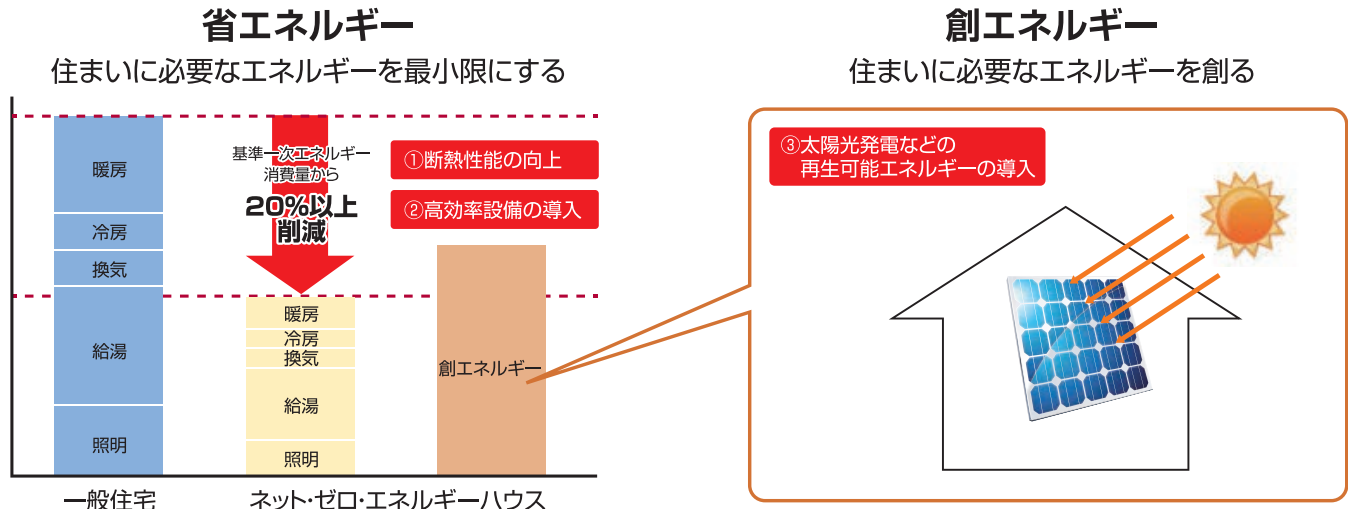 省エネルギー
住まいに必要なエネルギーを最小限にする
暖房
冷房
換気
給湯
照明
一般住宅
基準一次エネルギー
消費量から
20%以上
削減
①断熱性能の向上
②高効率設備の導入
暖房
冷房
換気
給湯
照明
創エネルギー
ネット・ゼロ・エネルギーハウス
創エネルギー
住まいに必要なエネルギーを創る
③太陽光発電などの
再生可能エネルギーの導入